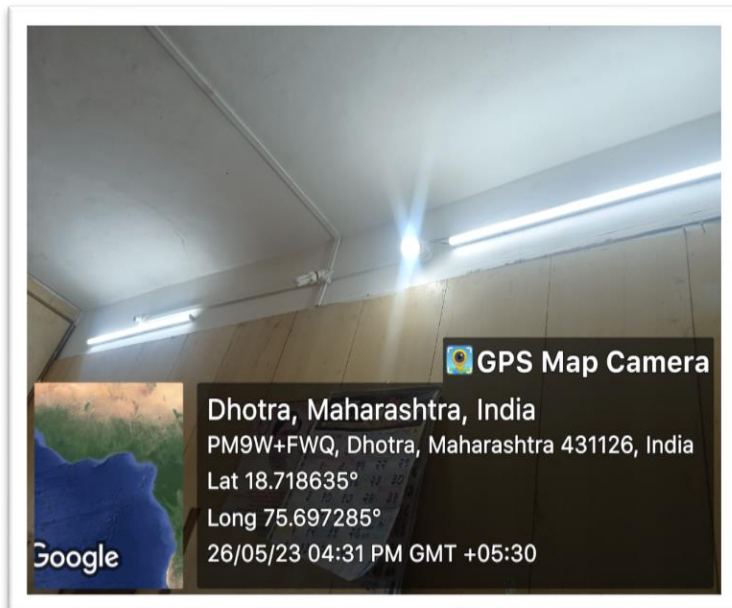 GPS Map Camera
Dhotra, Maharashtra, India
PM9W+FWQ, Dhotra, Maharashtra 431126, India
Lat 18.718635°
Long 75.697285°
26/05/23 04:31 PM GMT +05:30
Google